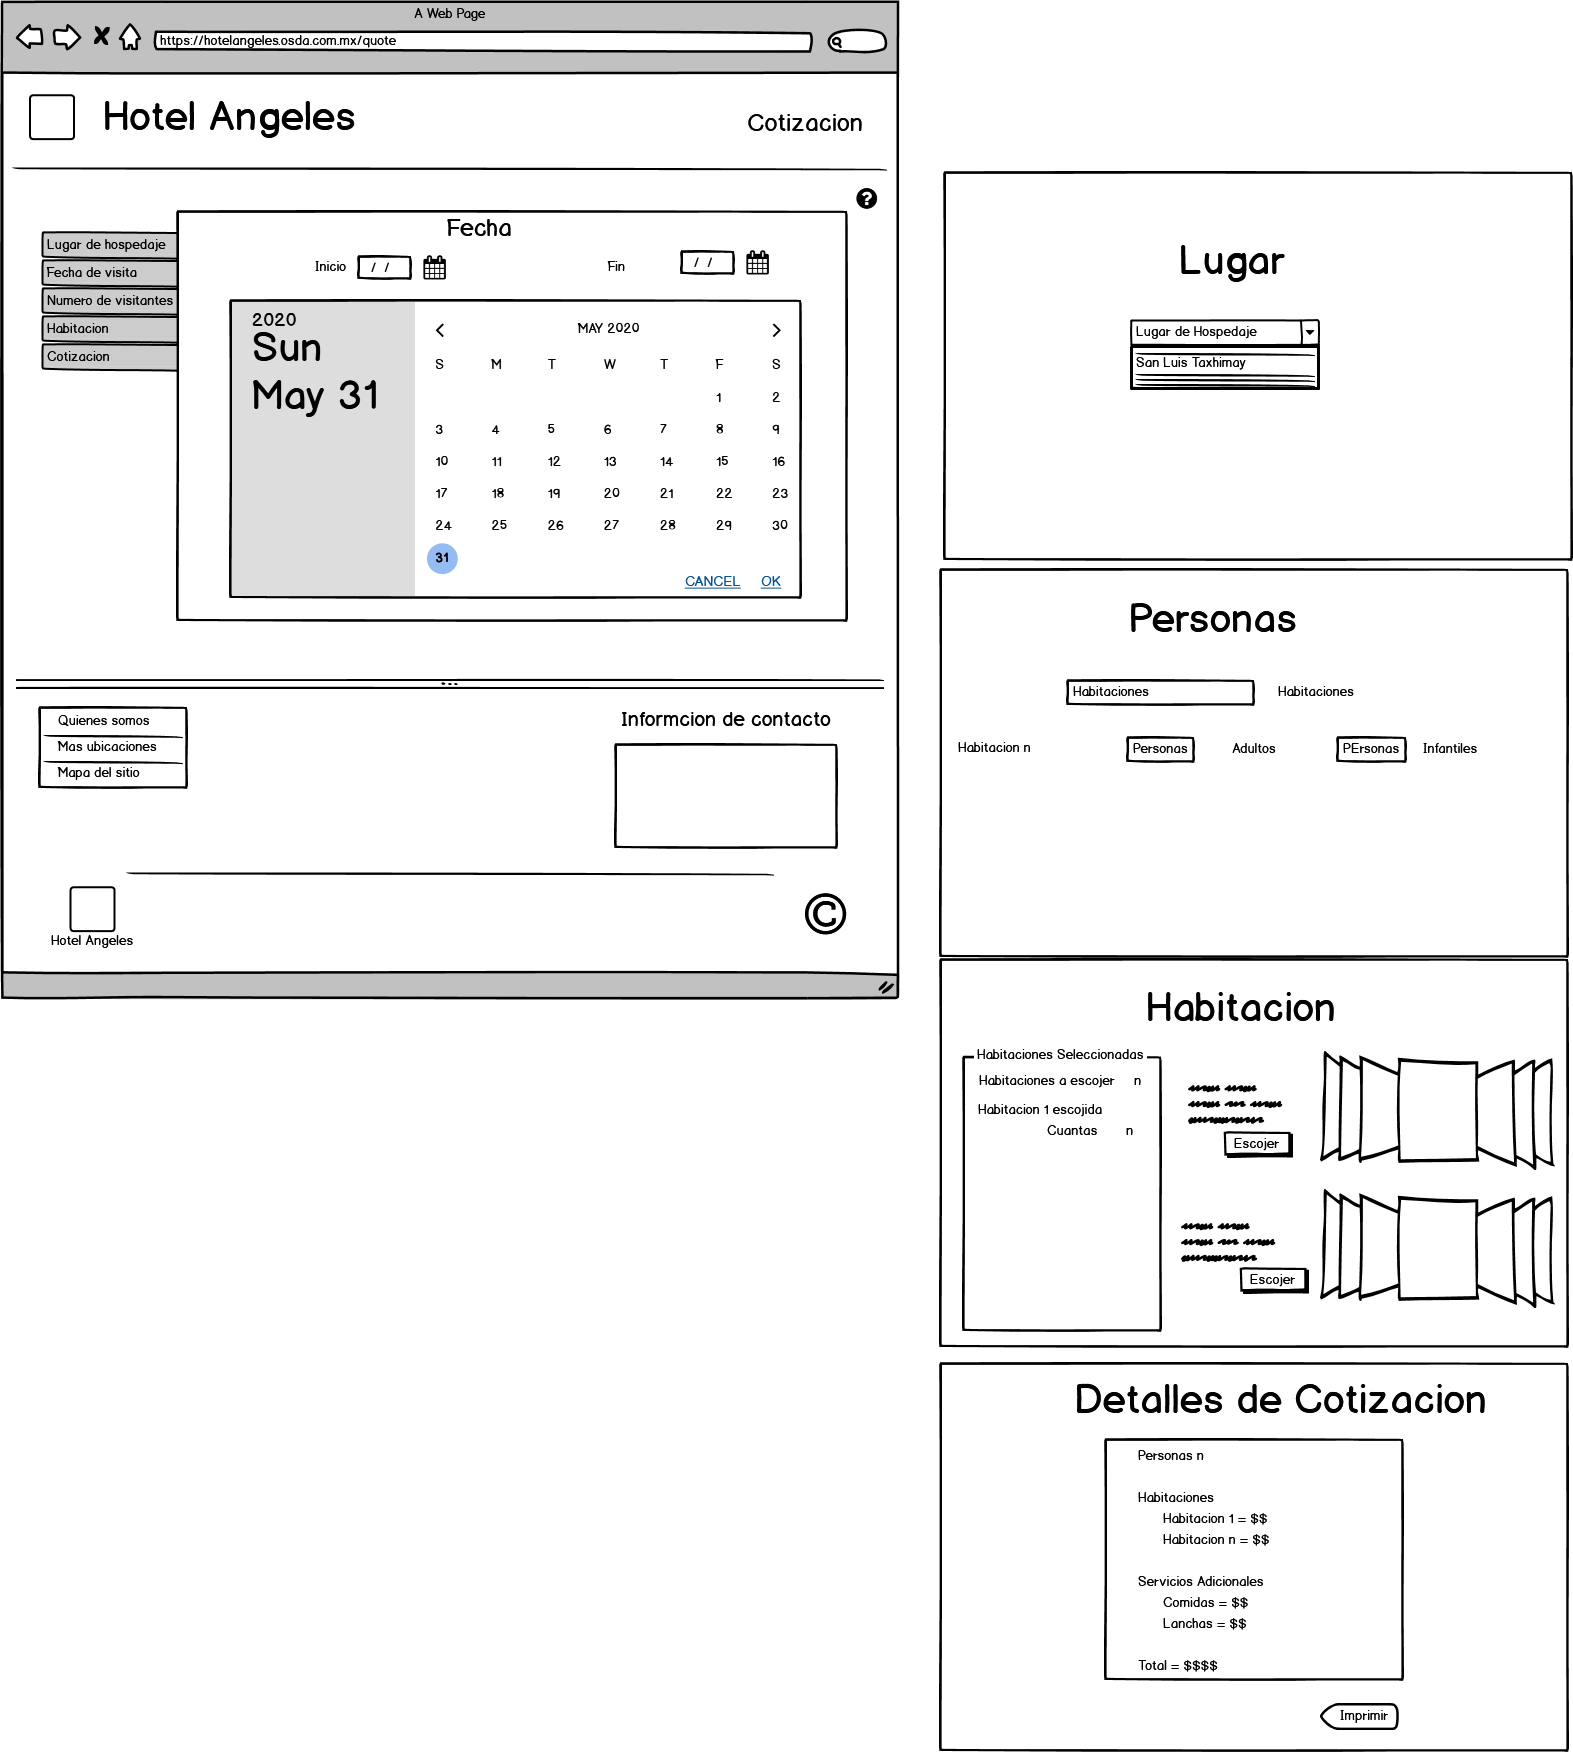 A Web Page
https://hotelangeles.osda.com.mx/quote
Hotel Angeles
Cotizacion
?
Lugar de hospedaje
Fecha de visita
Numero de visitantes
Habitacion
Cotizacion
Fecha
Inicio / / Fin / /
2020
Sun
May 31
MAY 2020
S M T W T F S
1 2
3 4 5 6 7 8 9
10 11 12 13 14 15 16
17 18 19 20 21 22 23
24 25 26 27 28 29 30
31
CANCEL OK
Quienes somos
Mas ubicaciones
Mapa del sitio
Informcion de contacto
Hotel Angeles
©
Lugar
Lugar de Hospedaje
San Luis Taxhimay
Personas
Habitaciones Habitaciones
Habitacion n Personas Adultos PErsonas Infantiles
Habitacion
Habitaciones Seleccionadas
Habitaciones a escojer n
Habitacion 1 escojida
Cuantas n
Escojer
Escojer
Detalles de Cotizacion
Personas n
Habitaciones
Habitacion 1 = $$
Habitacion n = $$
Servicios Adicionales
Comidas = $$
Lanchas = $$
Total = $$$$
Imprimir